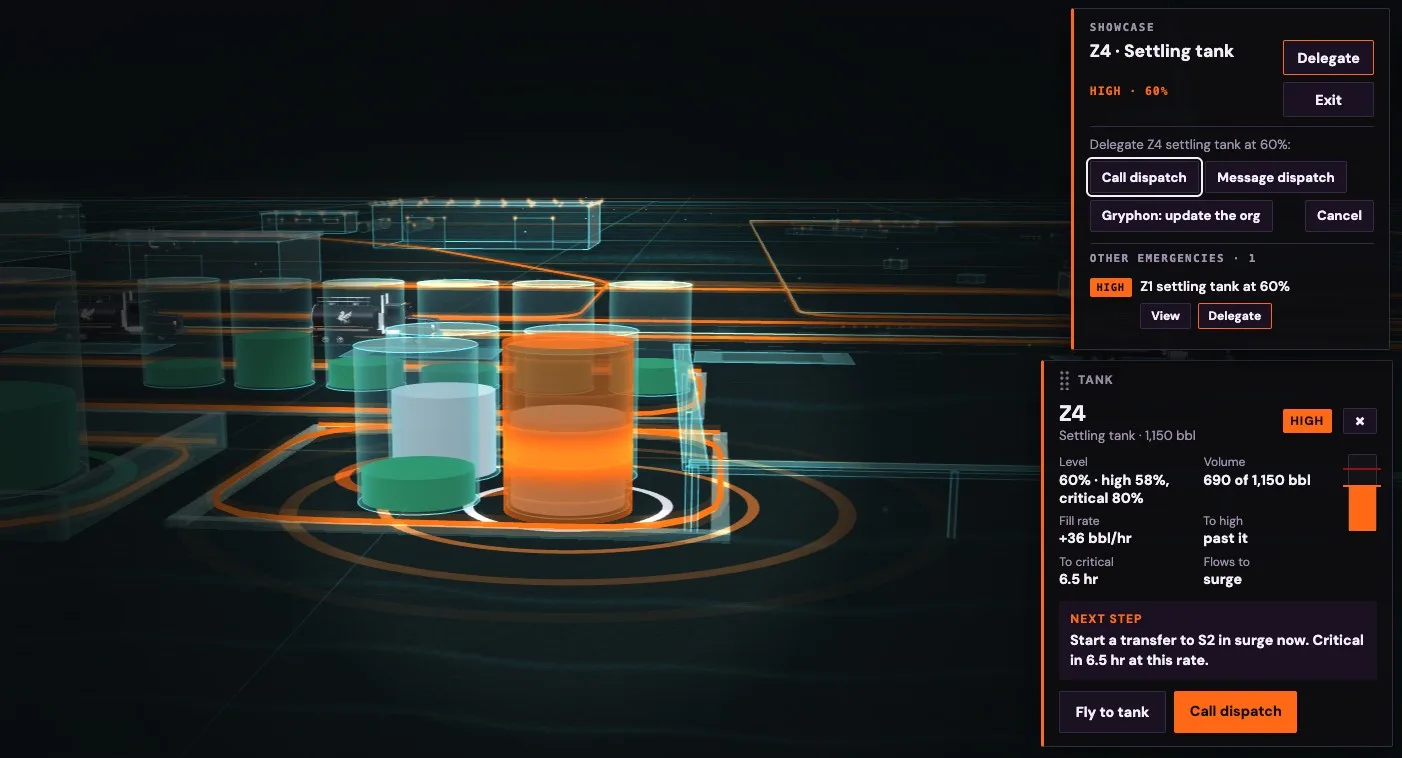 SHOWCASE
Z4 · Settling tank
Delegate
HIGH · 60%
Exit
Delegate Z4 settling tank at 60%:
Call dispatch
Message dispatch
Gryphon: update the org
Cancel
OTHER EMERGENCIES · 1
HIGH
Z1 settling tank at 60%
View
Delegate
TANK
Z4
HIGH
✖
Settling tank · 1,150 bbl
Level
Volume
60% · high 58%,
critical 80%
690 of 1,150 bbl
Fill rate
To high
+36 bbl/hr
past it
To critical
Flows to
6.5 hr
surge
NEXT STEP
Start a transfer to S2 in surge now. Critical
in 6.5 hr at this rate.
Fly to tank
Call dispatch